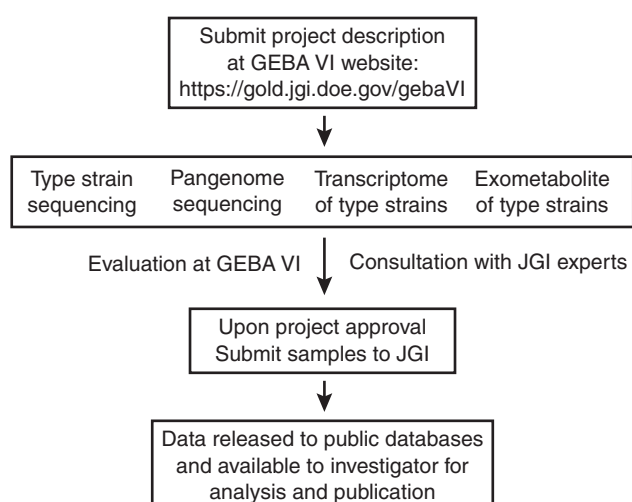 Submit project description
at GEBA VI website:
https://gold.jgi.doe.gov/gebaVI
Type strain
sequencing
Pangenome
sequencing
Transcriptome
of type strains
Exometabolite
of type strains
Evaluation at GEBA VI
Consultation with JGI experts
Upon project approval
Submit samples to JGI
Data released to public databases
and available to investigator for
analysis and publication